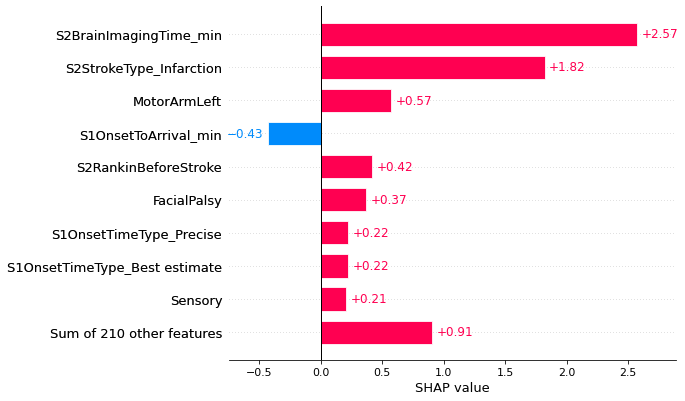 S2BrainImagingTime_min +2.57
S2StrokeType_Infarction +1.82
MotorArmLeft +0.57
S1OnsetToArrival_min −0.43
S2RankinBeforeStroke +0.42
FacialPalsy +0.37
S1OnsetTimeType_Precise +0.22
S1OnsetTimeType_Best estimate +0.22
Sensory +0.21
Sum of 210 other features +0.91
−0.5 0.0 0.5 1.0 1.5 2.0 2.5
SHAP value